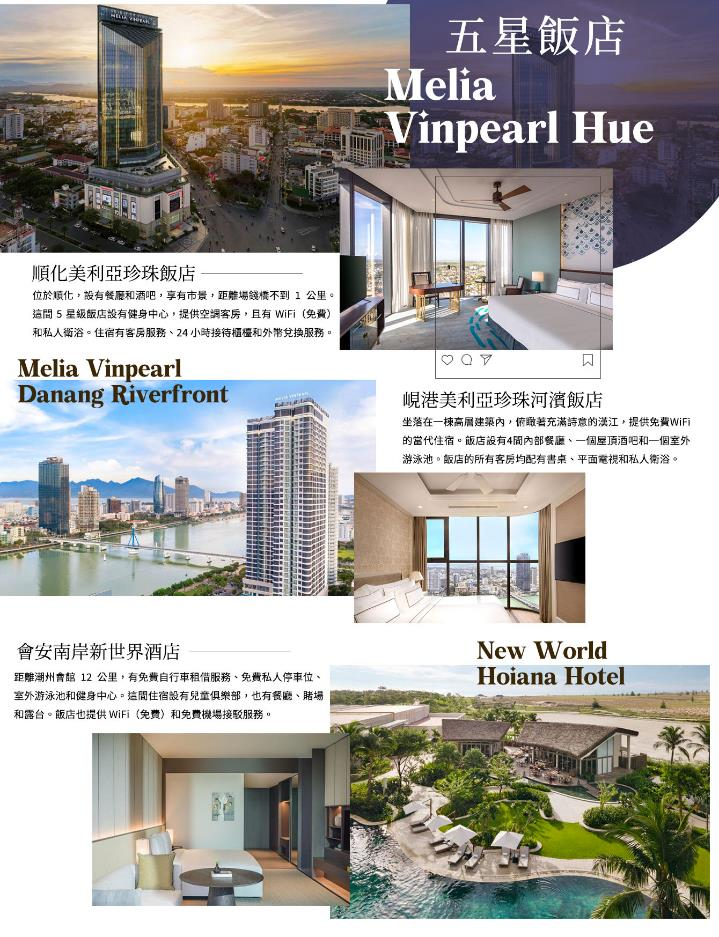 MELIA VINPEARL
五星飯店
Melia
Vinpearl Hue
順化美利亞珍珠飯店
位於順化，設有餐廳和酒吧，享有市景，距離場錢橋不到 1 公里。
這間 5 星級飯店設有健身中心，提供空調客房，且有 WiFi（免費）
和私人衛浴。住宿有客房服務、24 小時接待櫃檯和外幣兌換服務。
Melia Vinpearl
Danang Riverfront
峴港美利亞珍珠河濱飯店
坐落在一棟高層建築內，俯瞰著充滿詩意的漢江，提供免費WiFi
的當代住宿。飯店設有4間內部餐廳、一個屋頂酒吧和一個室外
游泳池。飯店的所有客房均配有書桌、平面電視和私人衛浴。
會安南岸新世界酒店
距離潮州會館 12 公里，有免費自行車租借服務、免費私人停車位、
室外游泳池和健身中心。這間住宿設有兒童俱樂部，也有餐廳、賭場
和露台。飯店也提供 WiFi（免費）和免費機場接駁服務。
New World
Hoiana Hotel